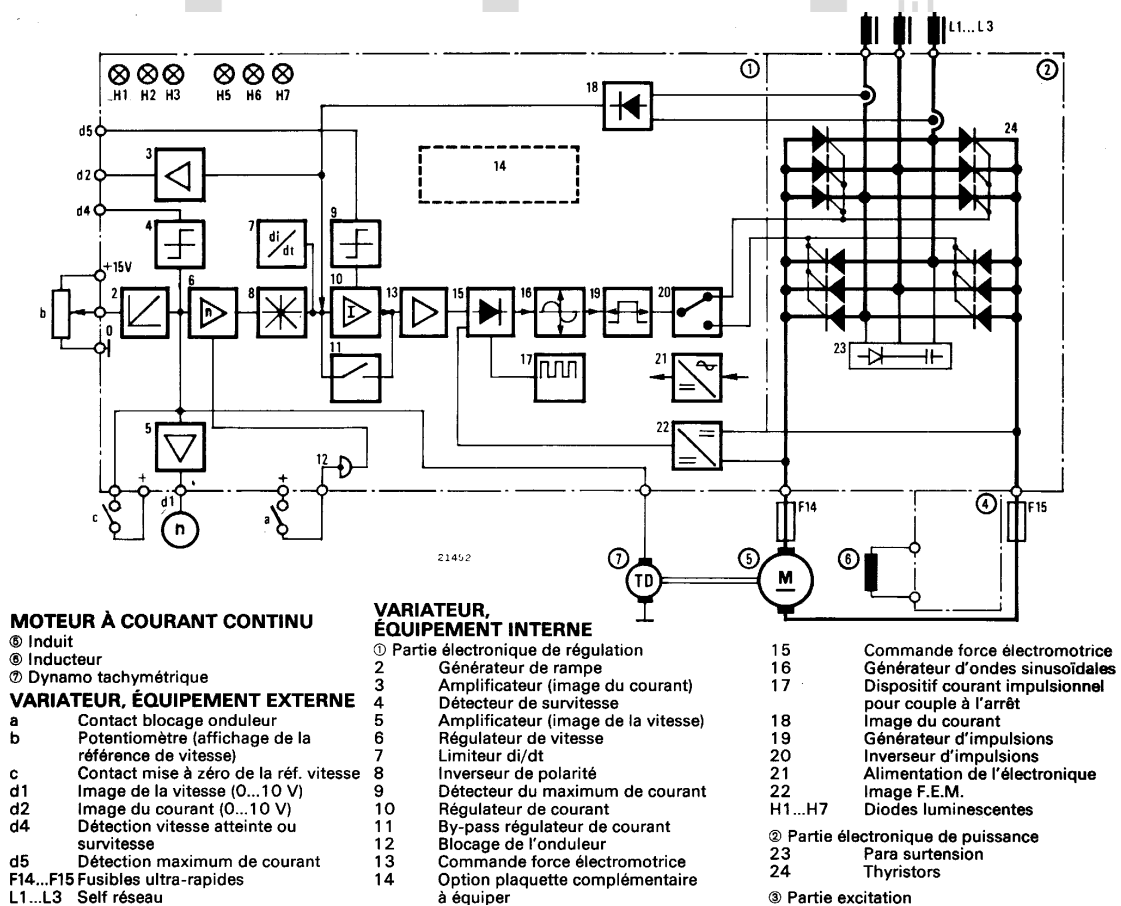 L1...L3
1
2
H1 H2 H3 H5 H6 H7
18
d5
24
3
14
d2
d4
4
7
di/dt
9
+15V
2
6
8
10
13
15
16
19
20
b
n
I
0
11
17
21
23
5
22
12
+
+
c
d1
a
n
F14
4
F15
21492
7
TD
5
M
6
MOTEUR À COURANT CONTINU
⑤ Induit
⑥ Inducteur
⑦ Dynamo tachymétrique
VARIATEUR, ÉQUIPEMENT EXTERNE
a Contact blocage onduleur
b Potentiomètre (affichage de la
référence de vitesse)
c Contact mise à zéro de la réf. vitesse
d1 Image de la vitesse (0...10 V)
d2 Image du courant (0...10 V)
d4 Détection vitesse atteinte ou
survitesse
d5 Détection maximum de courant
F14...F15 Fusibles ultra-rapides
L1...L3 Self réseau
VARIATEUR,
ÉQUIPEMENT INTERNE
① Partie électronique de régulation
2 Générateur de rampe
3 Amplificateur (image du courant)
4 Détecteur de survitesse
5 Amplificateur (image de la vitesse)
6 Régulateur de vitesse
7 Limiteur di/dt
8 Inverseur de polarité
9 Détecteur du maximum de courant
10 Régulateur de courant
11 By-pass régulateur de courant
12 Blocage de l'onduleur
13 Commande force électromotrice
14 Option plaquette complémentaire
à équiper
15 Commande force électromotrice
16 Générateur d'ondes sinusoïdales
17 Dispositif courant impulsionnel
pour couple à l'arrêt
18 Image du courant
19 Générateur d'impulsions
20 Inverseur d'impulsions
21 Alimentation de l'électronique
22 Image F.E.M.
H1...H7 Diodes luminescentes
② Partie électronique de puissance
23 Para surtension
24 Thyristors
③ Partie excitation